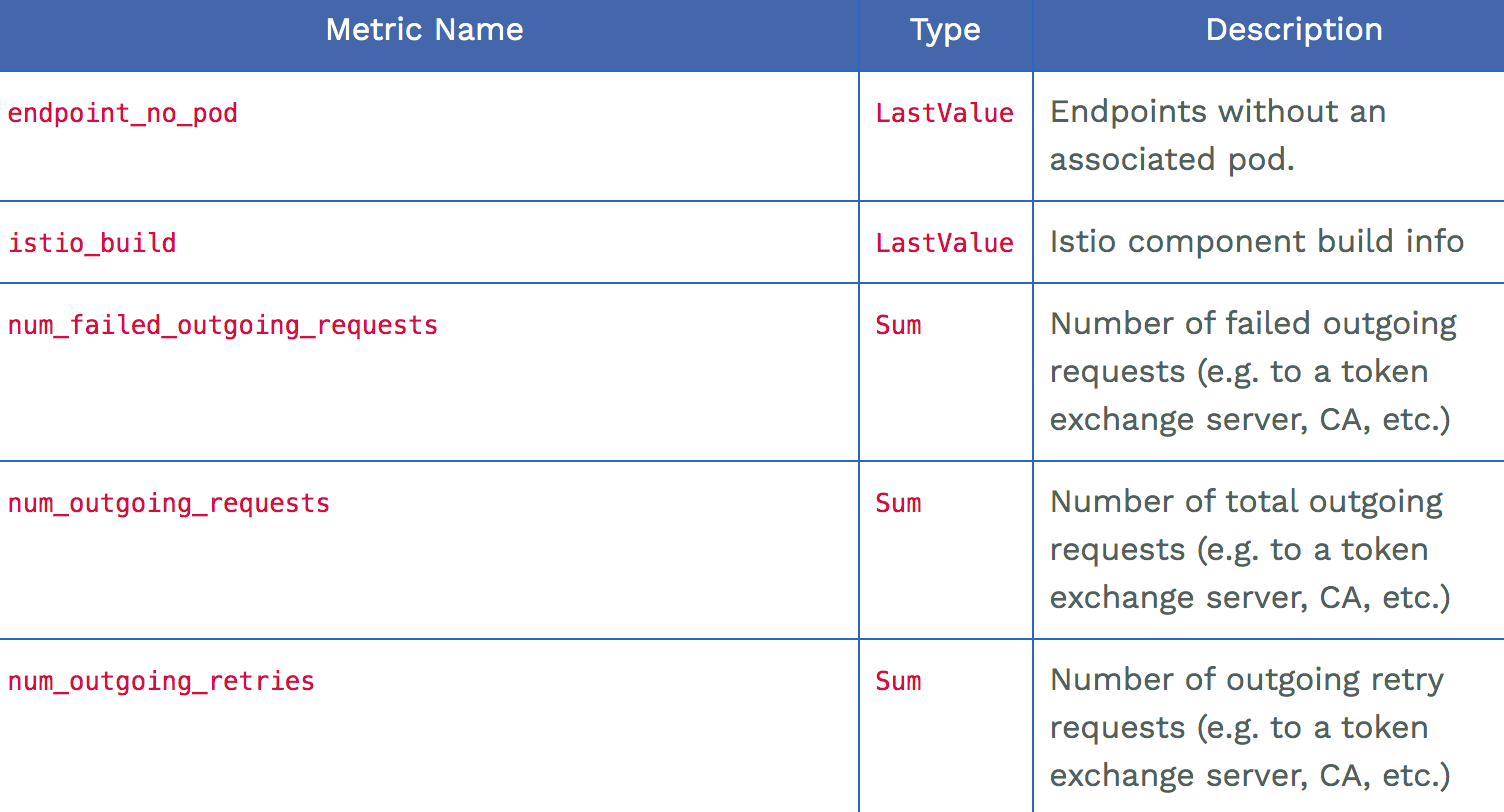 Metric Name Type Description
endpoint_no_pod LastValue Endpoints without an
associated pod.
istio_build LastValue Istio component build info
num_failed_outgoing_requests Sum Number of failed outgoing
requests (e.g. to a token
exchange server, CA, etc.)
num_outgoing_requests Sum Number of total outgoing
requests (e.g. to a token
exchange server, CA, etc.)
num_outgoing_retries Sum Number of outgoing retry
requests (e.g. to a token
exchange server, CA, etc.)